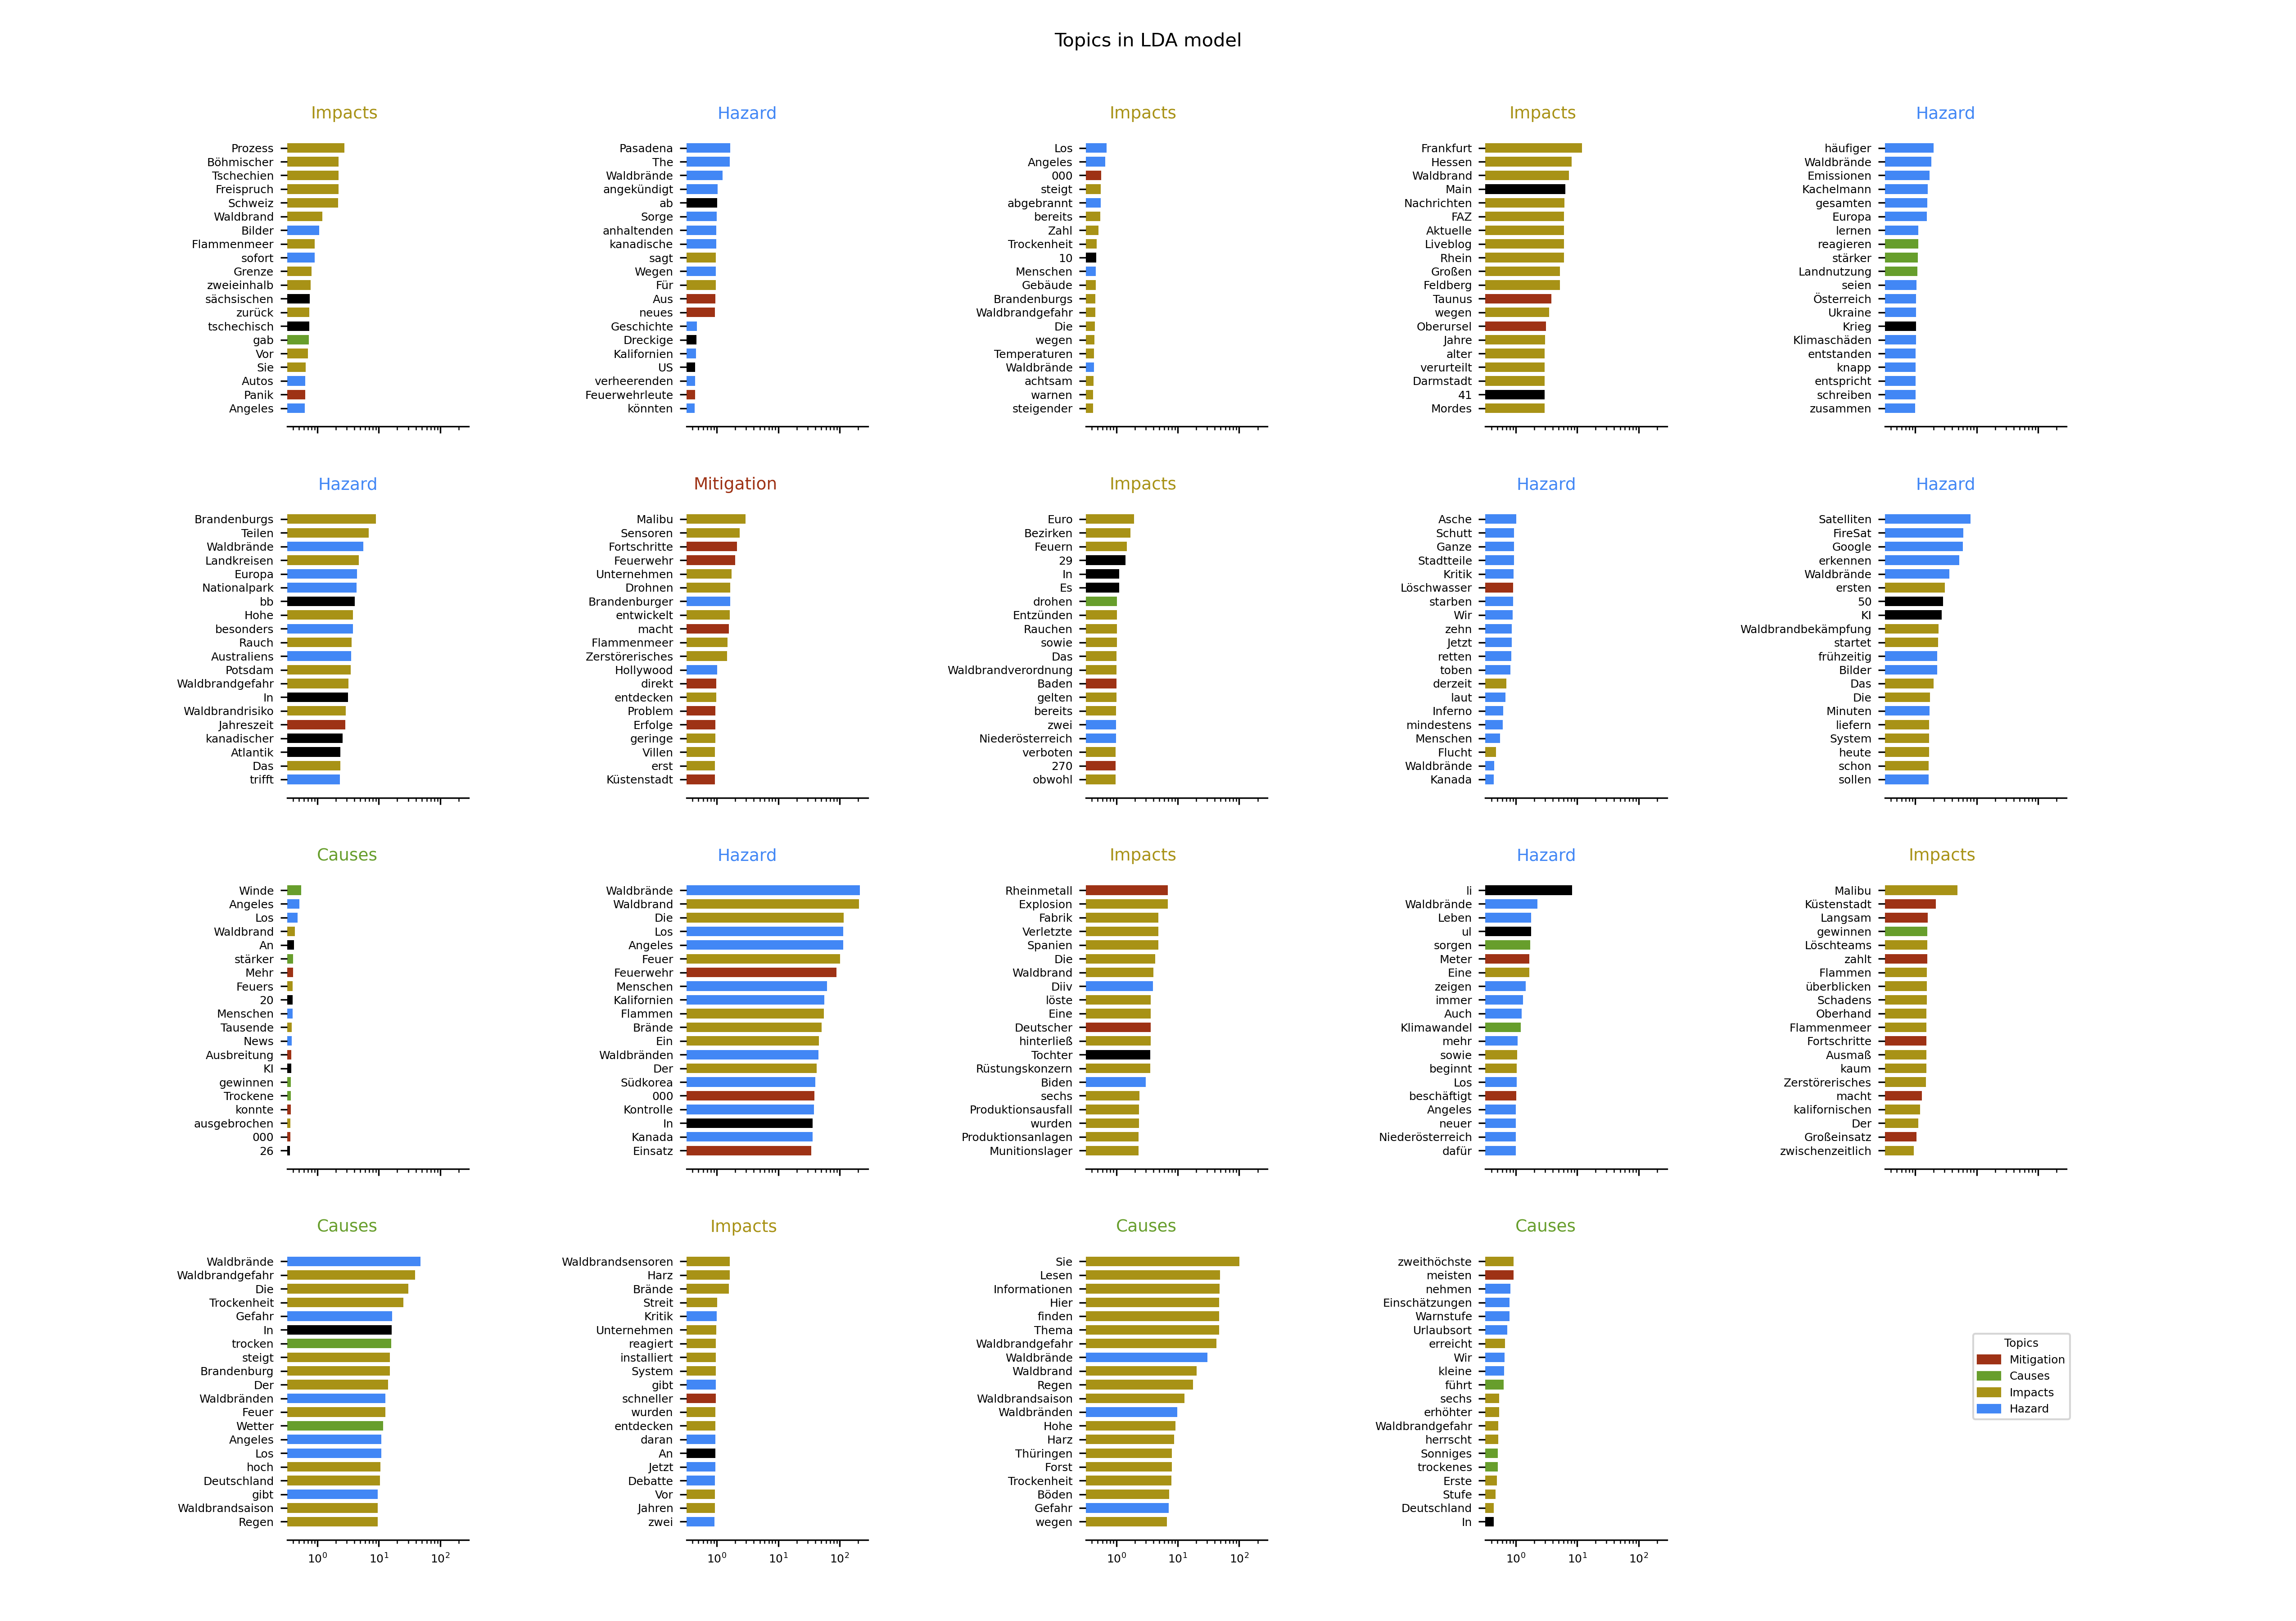 Topics in LDA model
Impacts
Prozess
Böhmischer
Tschechien
Freispruch
Schweiz
Waldbrand
Bilder
Flammenmeer
sofort
Grenze
zweieinhalb
sächsischen
zurück
tschechisch
gab
Vor
Sie
Autos
Panik
Angeles
Hazard
Pasadena
The
Waldbrände
angekündigt
ab
Sorge
anhaltenden
kanadische
sagt
Wegen
Für
Aus
neues
Geschichte
Dreckige
Kalifornien
US
verheerenden
Feuerwehrleute
könnten
Impacts
Los
Angeles
000
steigt
abgebrannt
bereits
Zahl
Trockenheit
10
Menschen
Gebäude
Brandenburgs
Waldbrandgefahr
Die
wegen
Temperaturen
Waldbrände
achtsam
warnen
steigender
Impacts
Frankfurt
Hessen
Waldbrand
Main
Nachrichten
FAZ
Aktuelle
Liveblog
Rhein
Großen
Feldberg
Taunus
wegen
Oberursel
Jahre
alter
verurteilt
Darmstadt
41
Mordes
Hazard
häufiger
Waldbrände
Emissionen
Kachelmann
gesamten
Europa
lernen
reagieren
stärker
Landnutzung
seien
Österreich
Ukraine
Krieg
Klimaschäden
entstanden
knapp
entspricht
schreiben
zusammen
Hazard
Brandenburgs
Teilen
Waldbrände
Landkreisen
Europa
Nationalpark
bb
Hohe
besonders
Rauch
Australiens
Potsdam
Waldbrandgefahr
In
Waldbrandrisiko
Jahreszeit
kanadischer
Atlantik
Das
trifft
Mitigation
Malibu
Sensoren
Fortschritte
Feuerwehr
Unternehmen
Drohnen
Brandenburger
entwickelt
macht
Flammenmeer
Zerstörerisches
Hollywood
direkt
entdecken
Problem
Erfolge
geringe
Villen
erst
Küstenstadt
Impacts
Euro
Bezirken
Feuern
29
In
Es
drohen
Entzünden
Rauchen
sowie
Das
Waldbrandverordnung
Baden
gelten
bereits
zwei
Niederösterreich
verboten
270
obwohl
Hazard
Asche
Schutt
Ganze
Stadtteile
Kritik
Löschwasser
starben
Wir
zehn
Jetzt
retten
toben
derzeit
laut
Inferno
mindestens
Menschen
Flucht
Waldbrände
Kanada
Hazard
Satelliten
FireSat
Google
erkennen
Waldbrände
ersten
50
KI
Waldbrandbekämpfung
startet
frühzeitig
Bilder
Das
Die
Minuten
liefern
System
heute
schon
sollen
Causes
Winde
Angeles
Los
Waldbrand
An
stärker
Mehr
Feuers
20
Menschen
Tausende
News
Ausbreitung
KI
gewinnen
Trockene
konnte
ausgebrochen
000
26
Hazard
Waldbrände
Waldbrand
Die
Los
Angeles
Feuer
Feuerwehr
Menschen
Kalifornien
Flammen
Brände
Ein
Waldbränden
Der
Südkorea
000
Kontrolle
In
Kanada
Einsatz
Impacts
Rheinmetall
Explosion
Fabrik
Verletzte
Spanien
Die
Waldbrand
Diiv
löste
Eine
Deutscher
hinterließ
Tochter
Rüstungskonzern
Biden
sechs
Produktionsausfall
wurden
Produktionsanlagen
Munitionslager
Hazard
li
Waldbrände
Leben
ul
sorgen
Meter
Eine
zeigen
immer
Auch
Klimawandel
mehr
sowie
beginnt
Los
beschäftigt
Angeles
neuer
Niederösterreich
dafür
Impacts
Malibu
Küstenstadt
Langsam
gewinnen
Löschteams
zahlt
Flammen
überblicken
Schadens
Oberhand
Flammenmeer
Fortschritte
Ausmaß
kaum
Zerstörerisches
macht
kalifornischen
Der
Großeinsatz
zwischenzeitlich
Causes
Waldbrände
Waldbrandgefahr
Die
Trockenheit
Gefahr
In
trocken
steigt
Brandenburg
Der
Waldbränden
Feuer
Wetter
Angeles
Los
hoch
Deutschland
gibt
Waldbrandsaison
Regen
10⁰ 10¹ 10²
Impacts
Waldbrandsensoren
Harz
Brände
Streit
Kritik
Unternehmen
reagiert
installiert
System
gibt
schneller
wurden
entdecken
daran
An
Jetzt
Debatte
Vor
Jahren
zwei
10⁰ 10¹ 10²
Causes
Sie
Lesen
Informationen
Hier
finden
Thema
Waldbrandgefahr
Waldbrände
Waldbrand
Regen
Waldbrandsaison
Waldbränden
Hohe
Harz
Thüringen
Forst
Trockenheit
Böden
Gefahr
wegen
10⁰ 10¹ 10²
Causes
zweithöchste
meisten
nehmen
Einschätzungen
Warnstufe
Urlaubsort
erreicht
Wir
kleine
führt
sechs
erhöhter
Waldbrandgefahr
herrscht
Sonniges
trockenes
Erste
Stufe
Deutschland
In
10⁰ 10¹ 10²
Topics
Mitigation
Causes
Impacts
Hazard